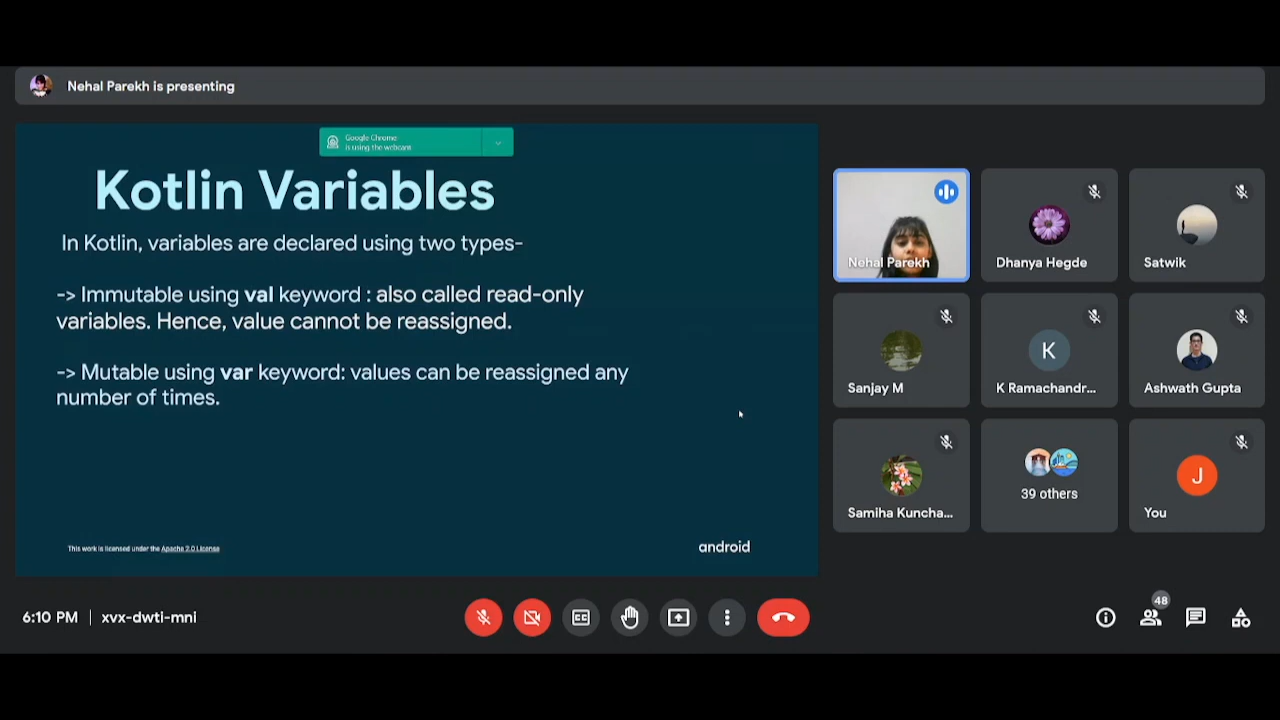 Nehal Parekh is presenting
Google Chrome
is using the webcam
Kotlin Variables
In Kotlin, variables are declared using two types-
-> Immutable using val keyword : also called read-only
variables. Hence, value cannot be reassigned.
-> Mutable using var keyword: values can be reassigned any
number of times.
This work is licensed under the Apache 2.0 License
android
Nehal Parekh
Dhanya Hegde
Satwik
Sanjay M
K
K Ramachandr...
Ashwath Gupta
Samiha Kuncha...
39 others
J
You
6:10 PM | xvx-dwti-mni
CC
48